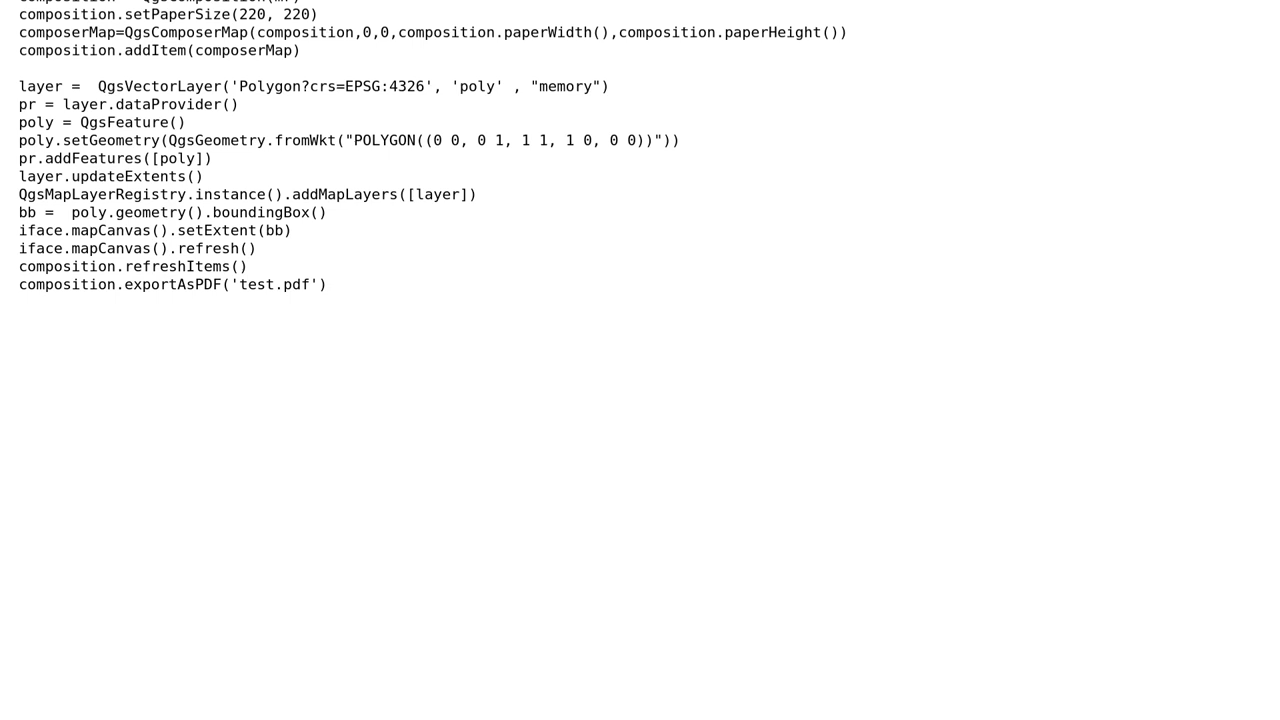 composition.setPaperSize(220, 220)
composerMap=QgsComposerMap(composition,0,0,composition.paperWidth(),composition.paperHeight())
composition.addItem(composerMap)

layer =  QgsVectorLayer('Polygon?crs=EPSG:4326', 'poly' , "memory")
pr = layer.dataProvider()
poly = QgsFeature()
poly.setGeometry(QgsGeometry.fromWkt("POLYGON((0 0, 0 1, 1 1, 1 0, 0 0))"))
pr.addFeatures([poly])
layer.updateExtents()
QgsMapLayerRegistry.instance().addMapLayers([layer])
bb =  poly.geometry().boundingBox()
iface.mapCanvas().setExtent(bb)
iface.mapCanvas().refresh()
composition.refreshItems()
composition.exportAsPDF('test.pdf')